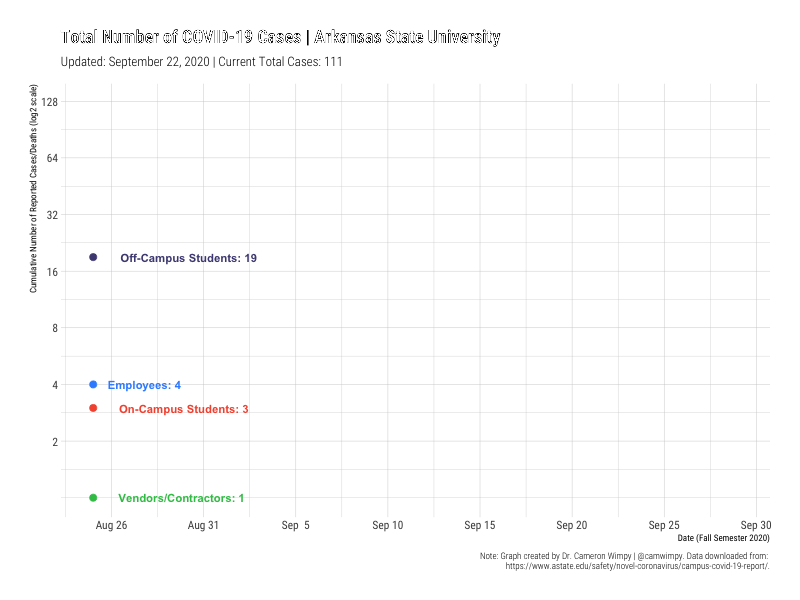 Total Number of COVID-19 Cases | Arkansas State University
Updated: September 22, 2020 | Current Total Cases: 111
Cumulative Number of Reported Cases/Deaths (log2 scale)
128
64
32
16
8
4
2
Off-Campus Students: 19
Employees: 4
On-Campus Students: 3
Vendors/Contractors: 1
Aug 26 Aug 31 Sep 5 Sep 10 Sep 15 Sep 20 Sep 25 Sep 30
Date (Fall Semester 2020)
Note: Graph created by Dr. Cameron Wimpy | @camwimpy. Data downloaded from:
https://www.astate.edu/safety/novel-coronavirus/campus-covid-19-report/.